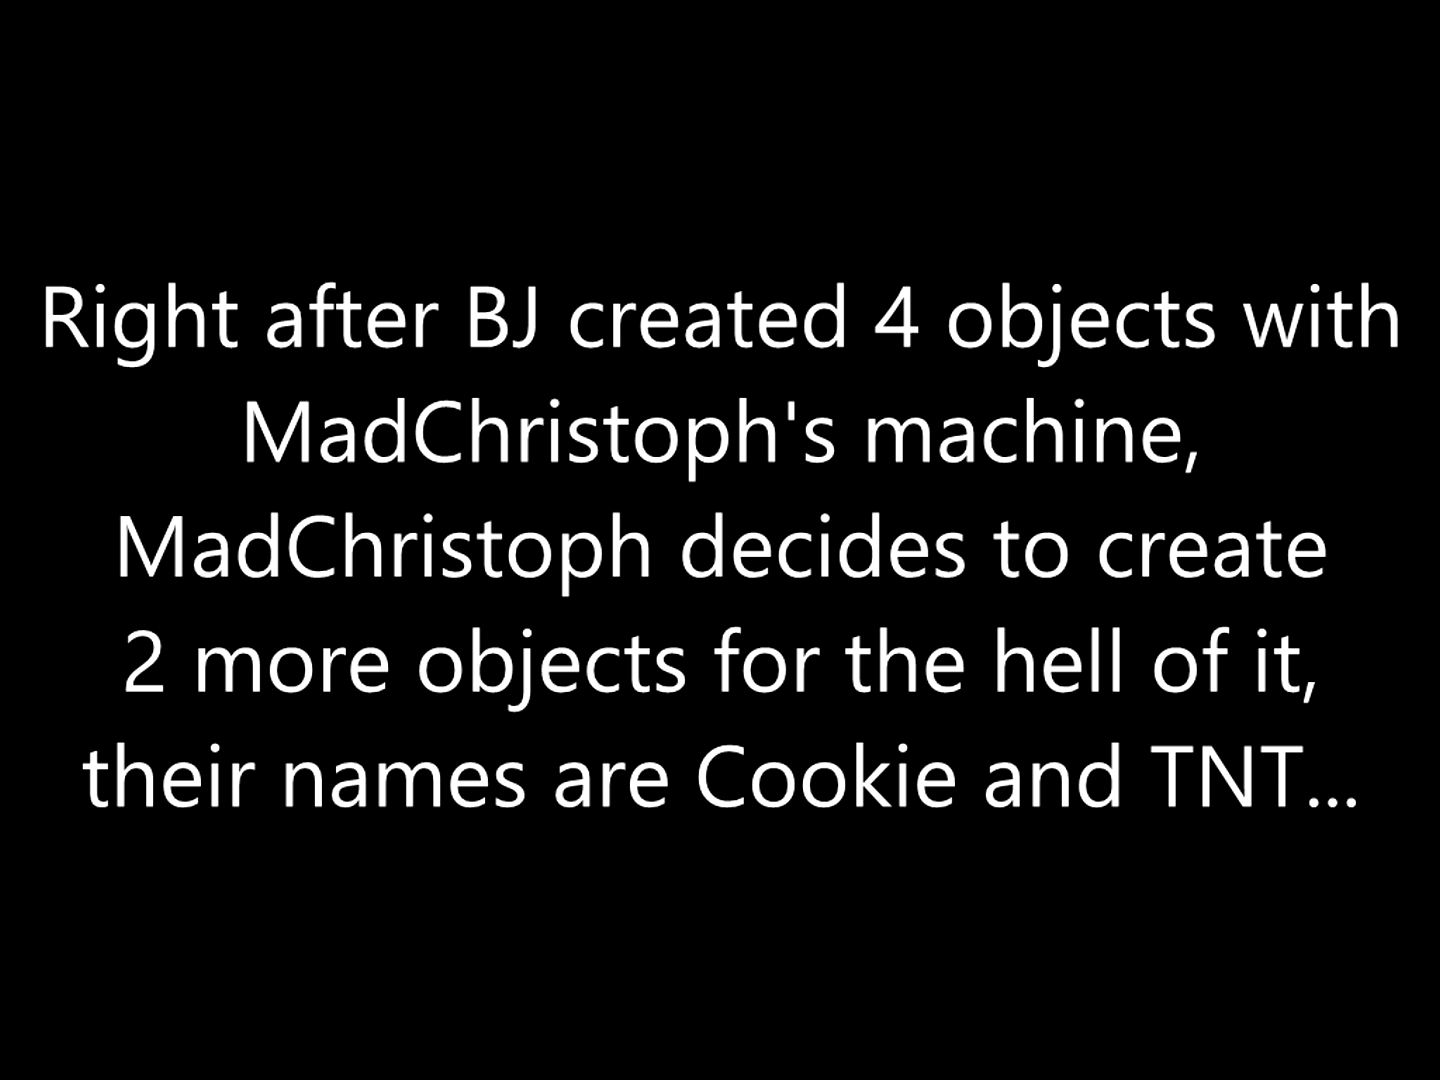 Right after BJ created 4 objects with
MadChristoph's machine,
MadChristoph decides to create
2 more objects for the hell of it,
their names are Cookie and TNT...